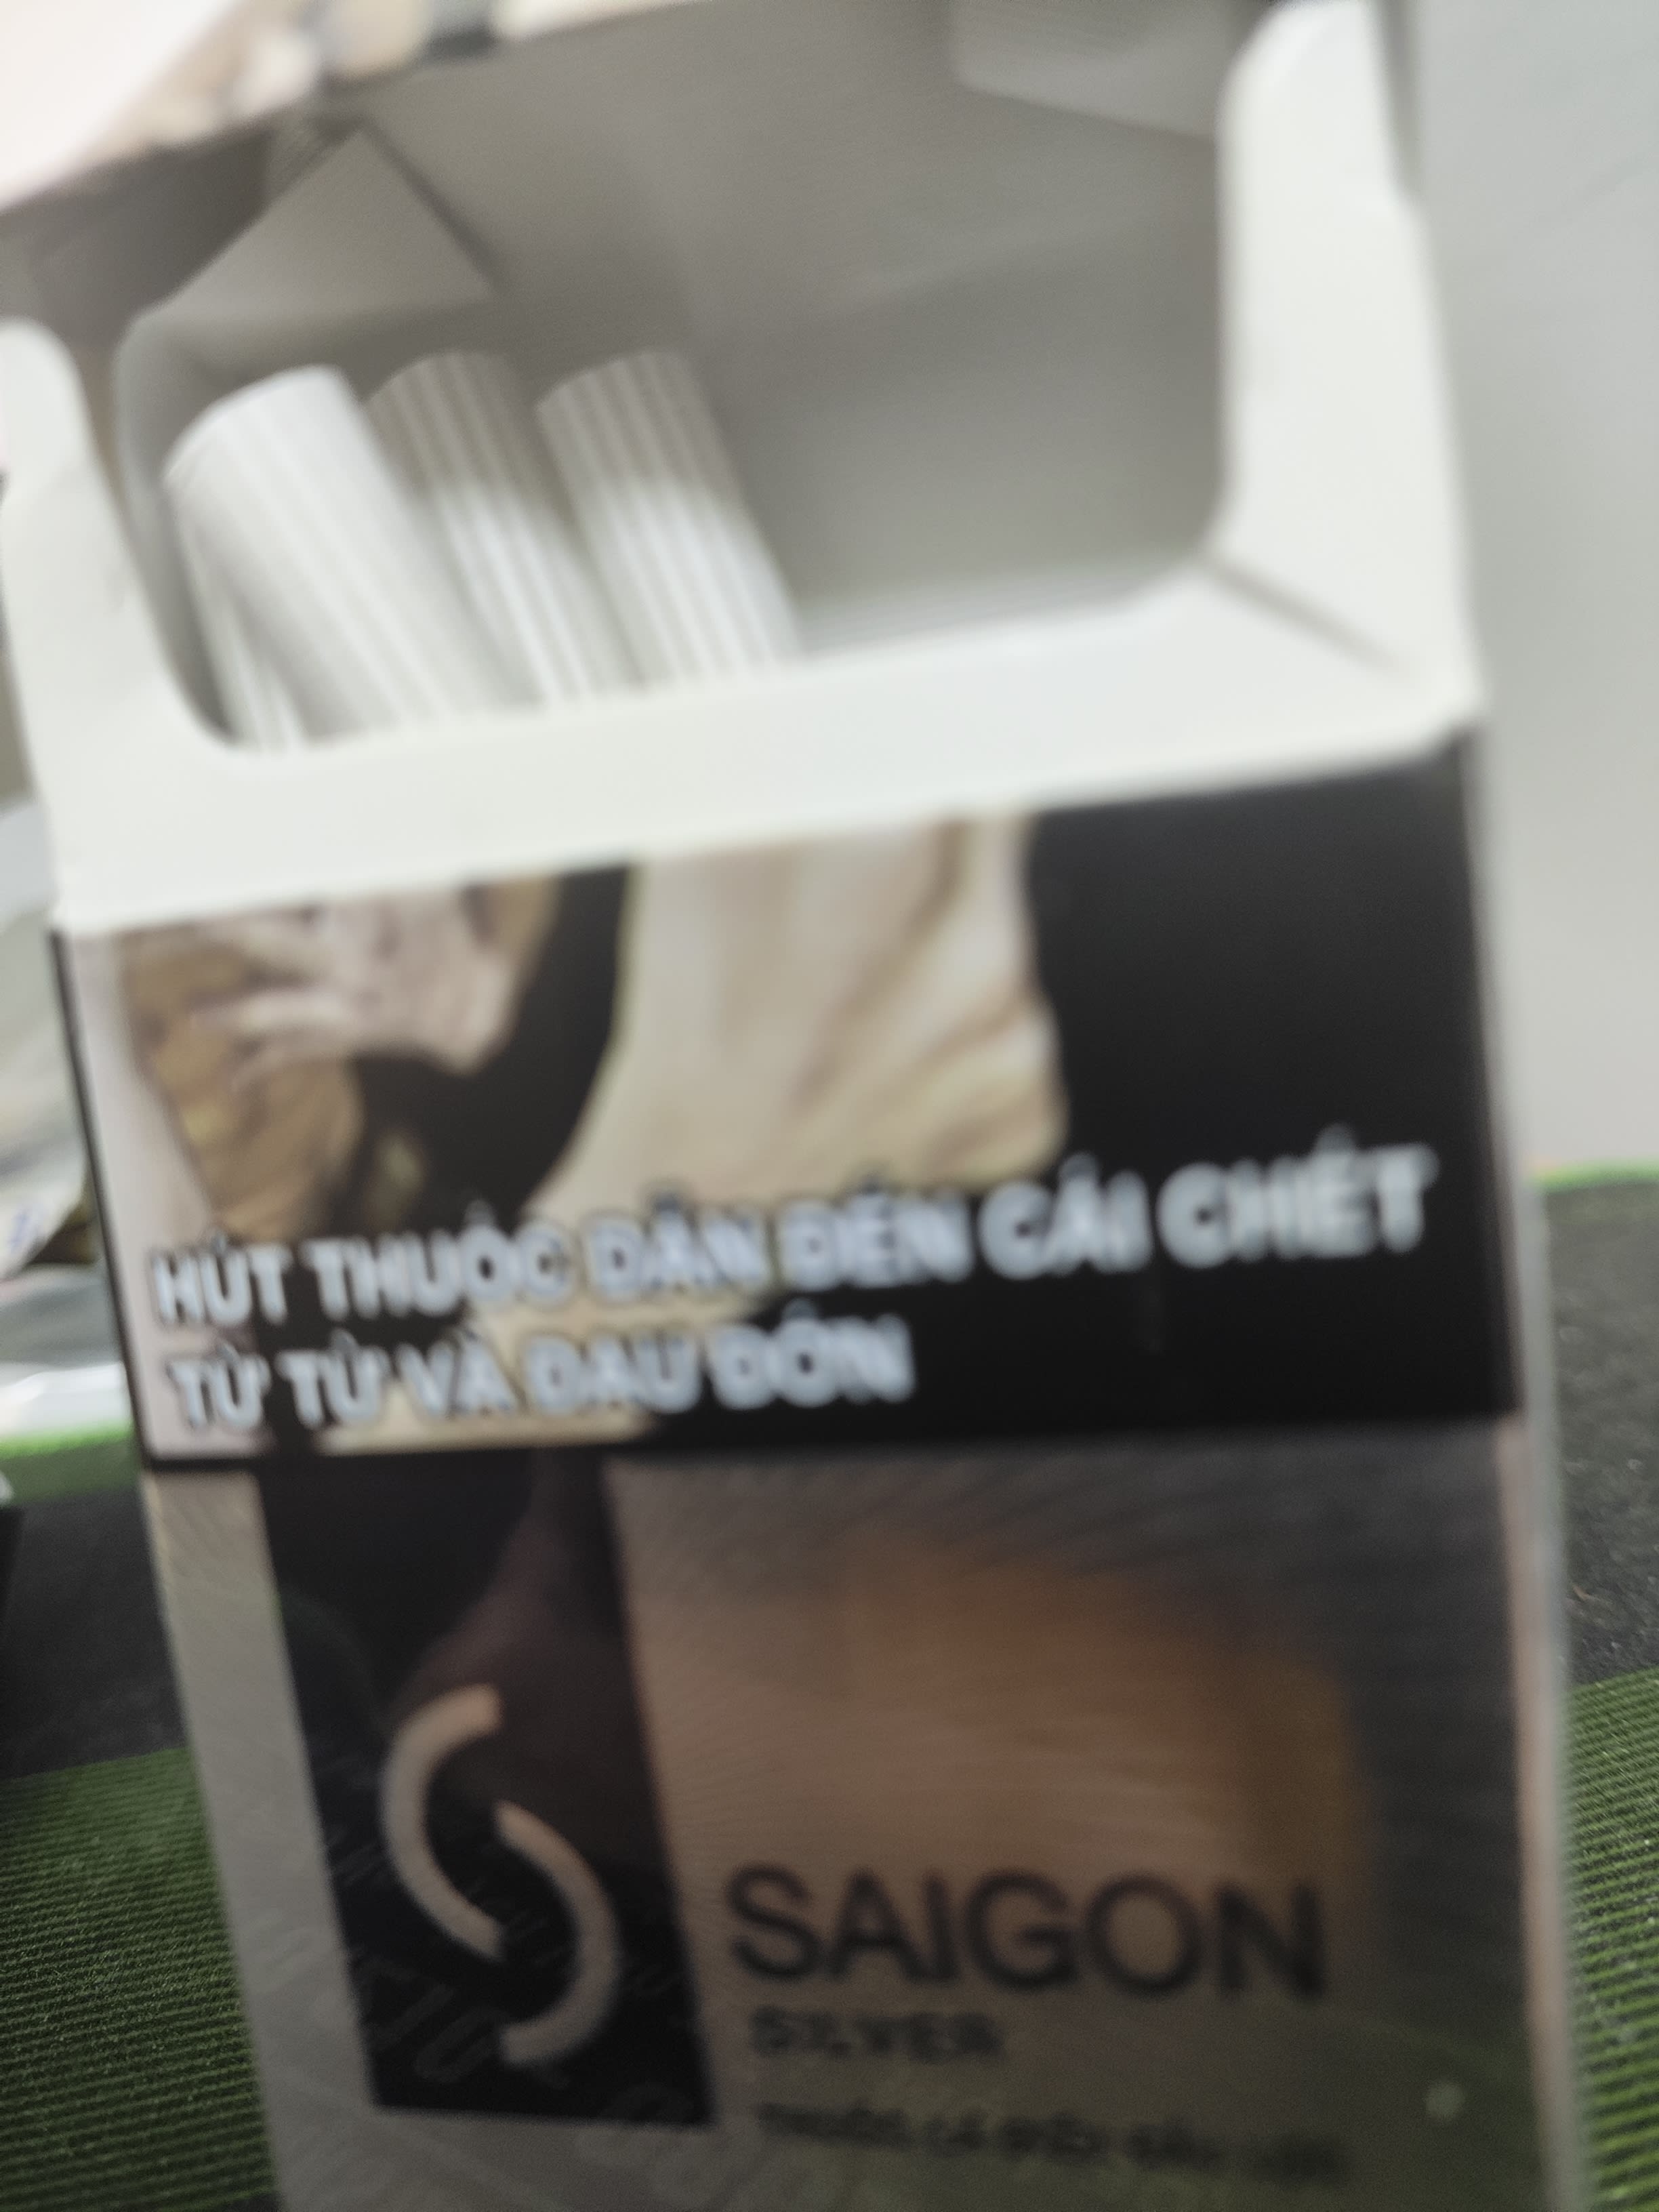 HÚT THUỐC DẪN ĐẾN CÁI CHẾT
TỪ TỪ VÀ ĐAU ĐỚN
SAIGON
SILVER